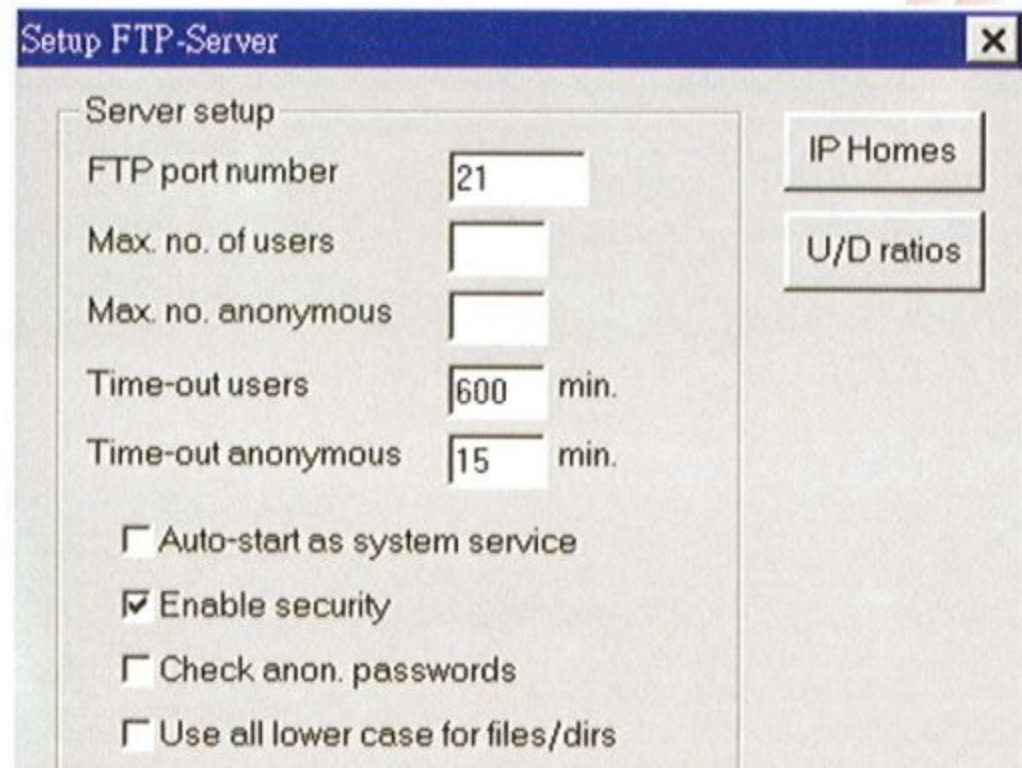 Setup FTP-Server
Server setup
FTP port number 21
Max. no. of users
Max. no. anonymous
Time-out users 600 min.
Time-out anonymous 15 min.
Auto-start as system service
Enable security
Check anon. passwords
Use all lower case for files/dirs
IP Homes
U/D ratios